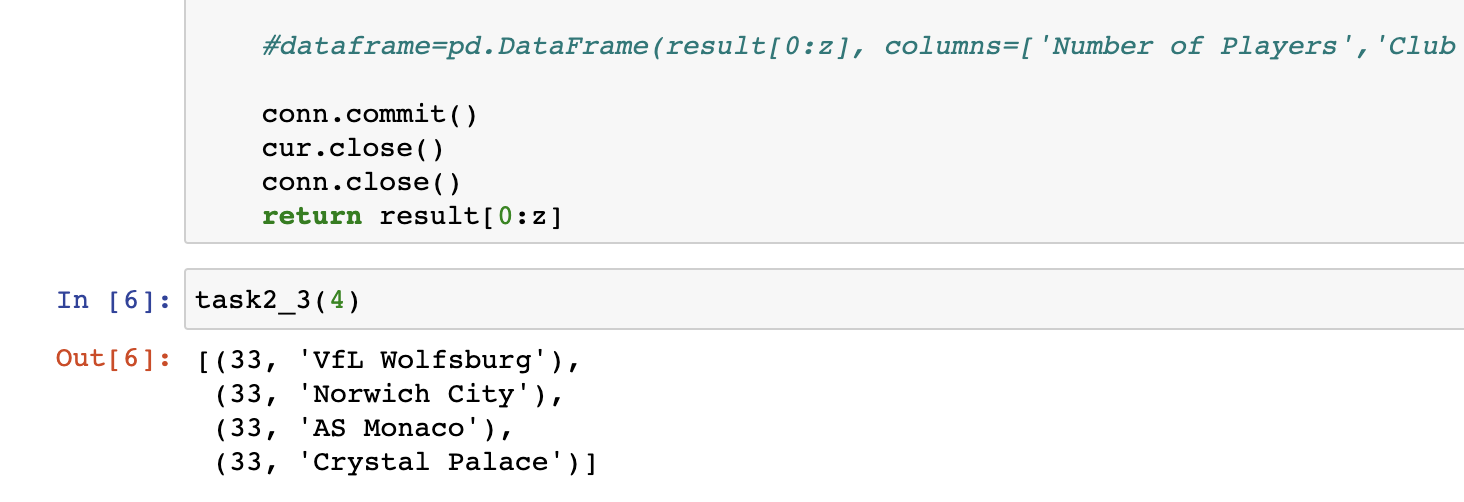 #dataframe=pd.DataFrame(result[0:z], columns=['Number of Players','Club
conn.commit()
cur.close()
conn.close()
return result[0:z]
In [6]: task2_3(4)
Out[6]: [(33, 'VfL Wolfsburg'),
(33, 'Norwich City'),
(33, 'AS Monaco'),
(33, 'Crystal Palace')]